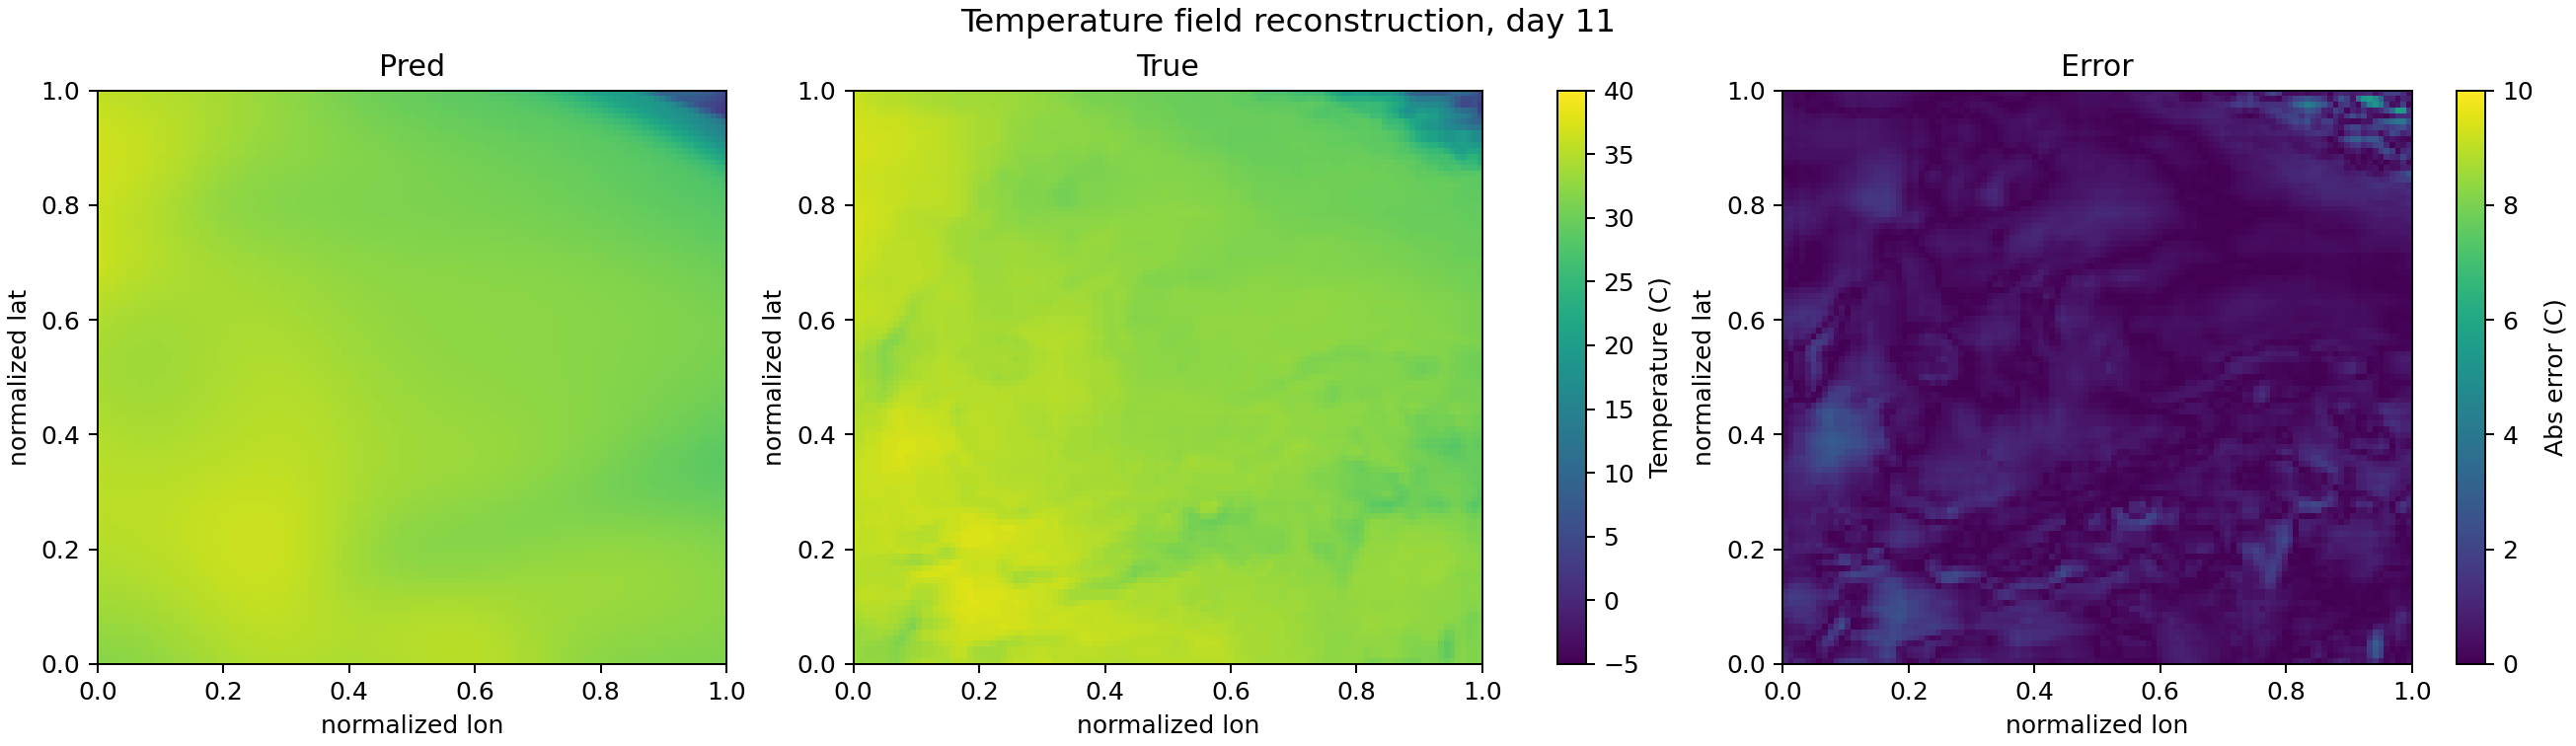 Temperature field reconstruction, day 11
Pred
True
Error
1.0
0.8
0.6
0.4
0.2
0.0
normalized lat
0.0 0.2 0.4 0.6 0.8 1.0
normalized lon
1.0
0.8
0.6
0.4
0.2
0.0
normalized lat
0.0 0.2 0.4 0.6 0.8 1.0
normalized lon
40
35
30
25
20
15
10
5
0
−5
Temperature (C)
1.0
0.8
0.6
0.4
0.2
0.0
normalized lat
0.0 0.2 0.4 0.6 0.8 1.0
normalized lon
10
8
6
4
2
0
Abs error (C)